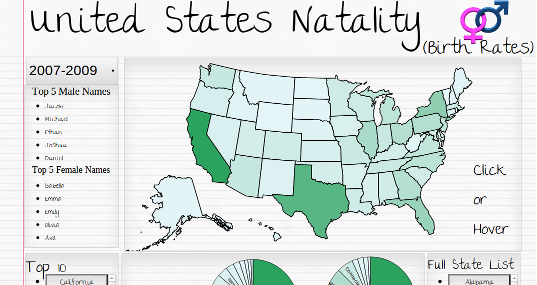 United States Natality
(Birth Rates)
2007-2009
Top 5 Male Names
Jacob
Michael
Ethan
Joshua
Daniel
Top 5 Female Names
Isabella
Emma
Emily
Olivia
Ava
Click
or
Hover
Top 10
California
Full State List
Alabama